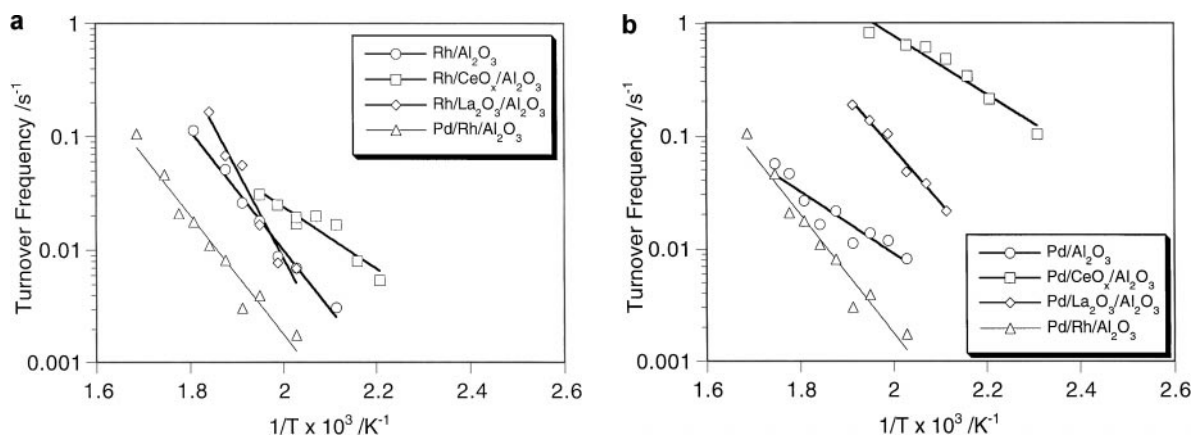 a
Turnover Frequency /s⁻¹
1
0.1
0.01
0.001
1.6 1.8 2 2.2 2.4 2.6
1/T x 10³ /K⁻¹
Rh/Al₂O₃
Rh/CeOₓ/Al₂O₃
Rh/La₂O₃/Al₂O₃
Pd/Rh/Al₂O₃
b
Turnover Frequency /s⁻¹
1
0.1
0.01
0.001
1.6 1.8 2 2.2 2.4 2.6
1/T x 10³ /K⁻¹
Pd/Al₂O₃
Pd/CeOₓ/Al₂O₃
Pd/La₂O₃/Al₂O₃
Pd/Rh/Al₂O₃